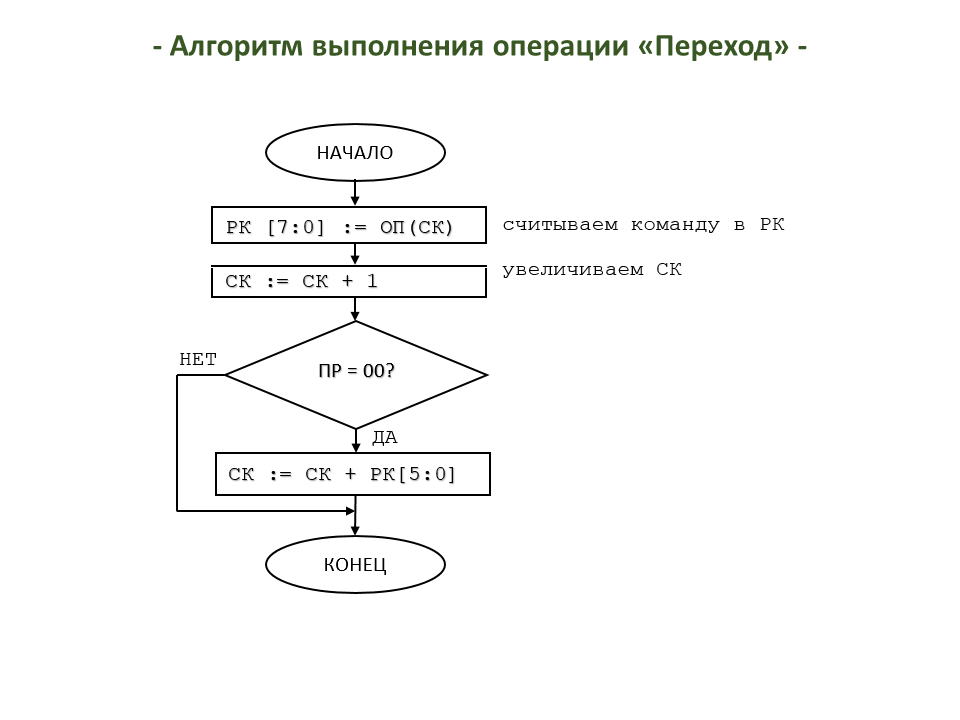 - Алгоритм выполнения операции «Переход» -
НАЧАЛО
РК [7:0] := ОП(СК)
считываем команду в РК
увеличиваем СК
СК := СК + 1
ПР = 00?
НЕТ
ДА
СК := СК + РК[5:0]
КОНЕЦ